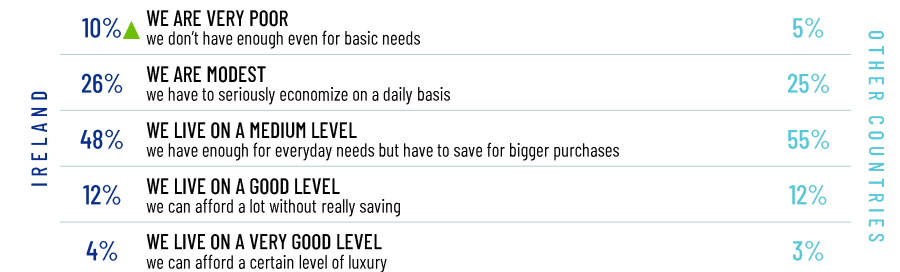 IRELAND
10% WE ARE VERY POOR 5%
we don't have enough even for basic needs
26% WE ARE MODEST 25%
we have to seriously economize on a daily basis
48% WE LIVE ON A MEDIUM LEVEL 55%
we have enough for everyday needs but have to save for bigger purchases
12% WE LIVE ON A GOOD LEVEL 12%
we can afford a lot without really saving
4% WE LIVE ON A VERY GOOD LEVEL 3%
we can afford a certain level of luxury
OTHER COUNTRIES